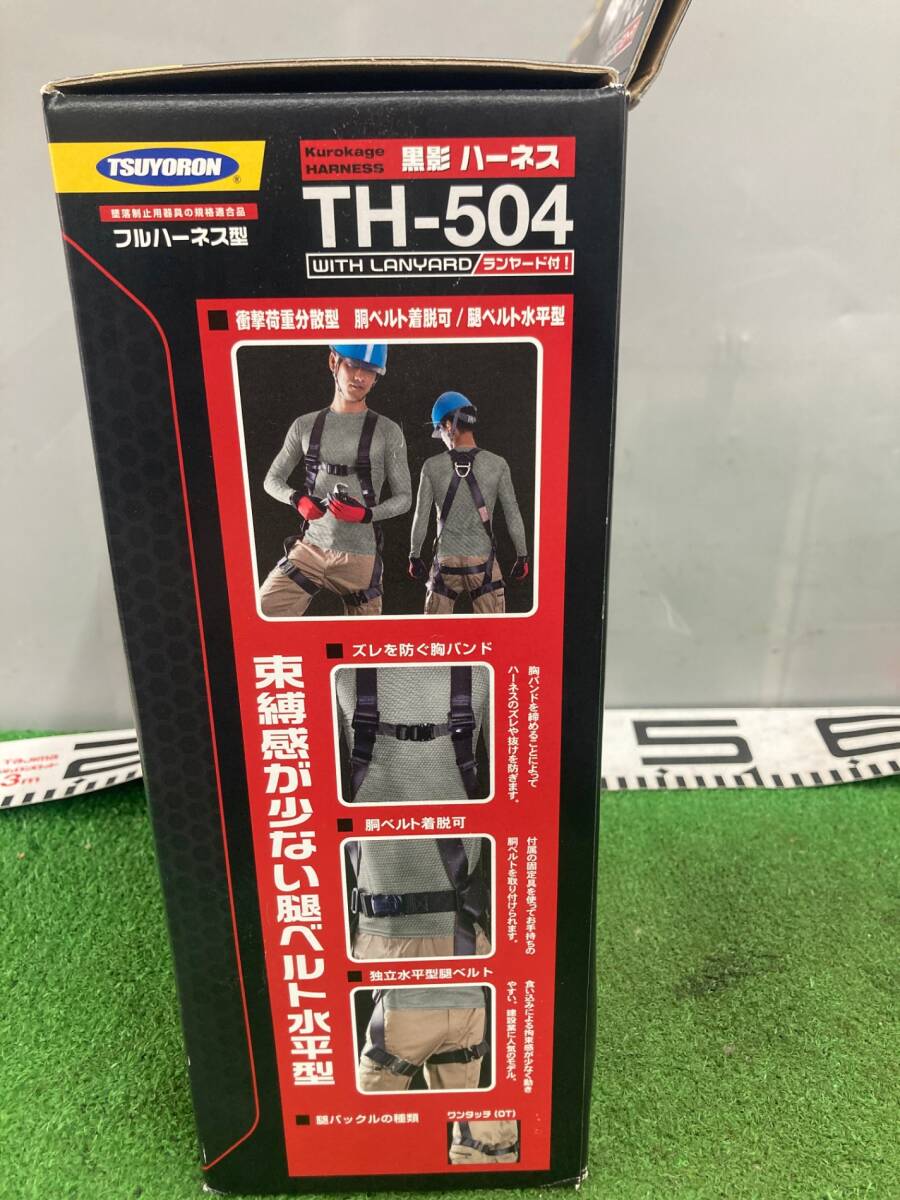 TSUYORON
®
墜落制止用器具の規格適合品
フルハーネス型
Kurokage
HARNESS
黒影 ハーネス
TH-504
WITH LANYARD/ランヤード付!
衝撃荷重分散型 胴ベルト着脱可/腿ベルト水平型
束縛感が少ない腿ベルト水平型
ズレを防ぐ胸バンド
胸バンドを締めることによって
ハーネスのズレや抜けを防ぎます。
胴ベルト着脱可
付属の固定具を使ってお手持ちの
胴ベルトを取り付けられます。
独立水平型腿ベルト
食い込みによる拘束感が少なく動き
やすい。建設業に人気のモデル。
腿バックルの種類
ワンタッチ(OT)
Tajima
3m
2
5 6